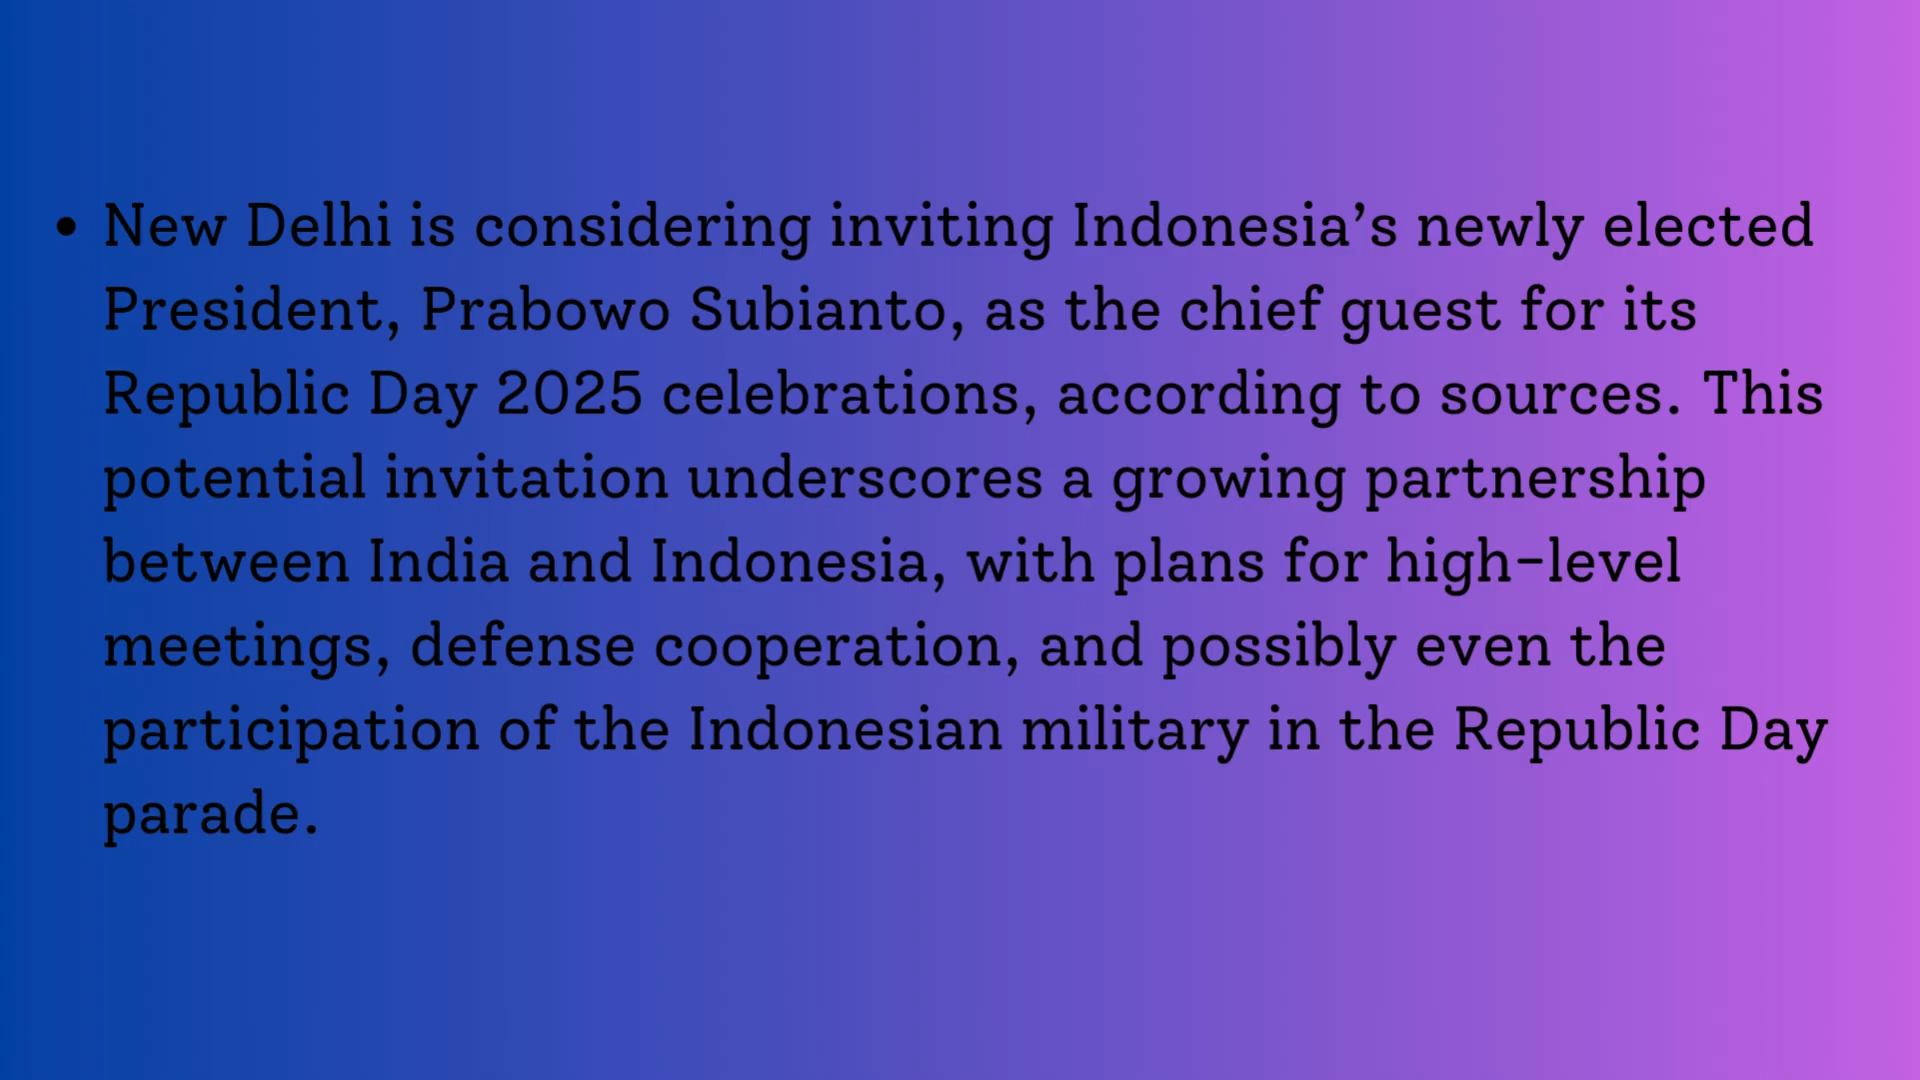 • New Delhi is considering inviting Indonesia’s newly elected
President, Prabowo Subianto, as the chief guest for its
Republic Day 2025 celebrations, according to sources. This
potential invitation underscores a growing partnership
between India and Indonesia, with plans for high-level
meetings, defense cooperation, and possibly even the
participation of the Indonesian military in the Republic Day
parade.